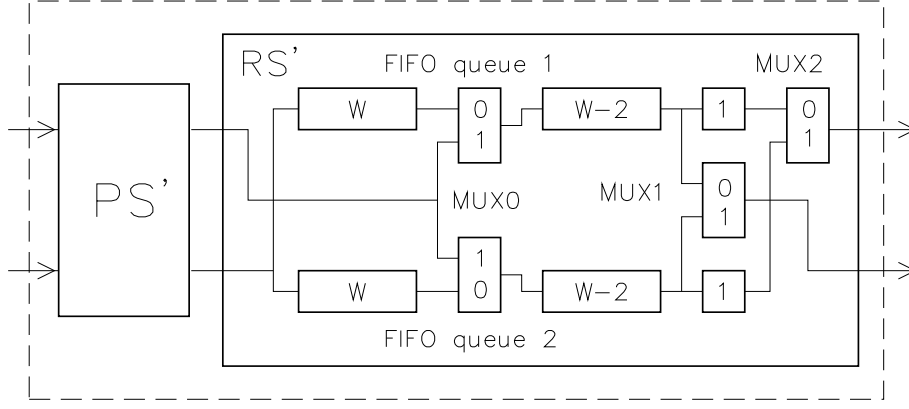 RS’
FIFO queue 1
MUX2
W
0
1
W-2
1
0
1
PS’
MUX0
MUX1
0
1
W
1
0
W-2
1
FIFO queue 2